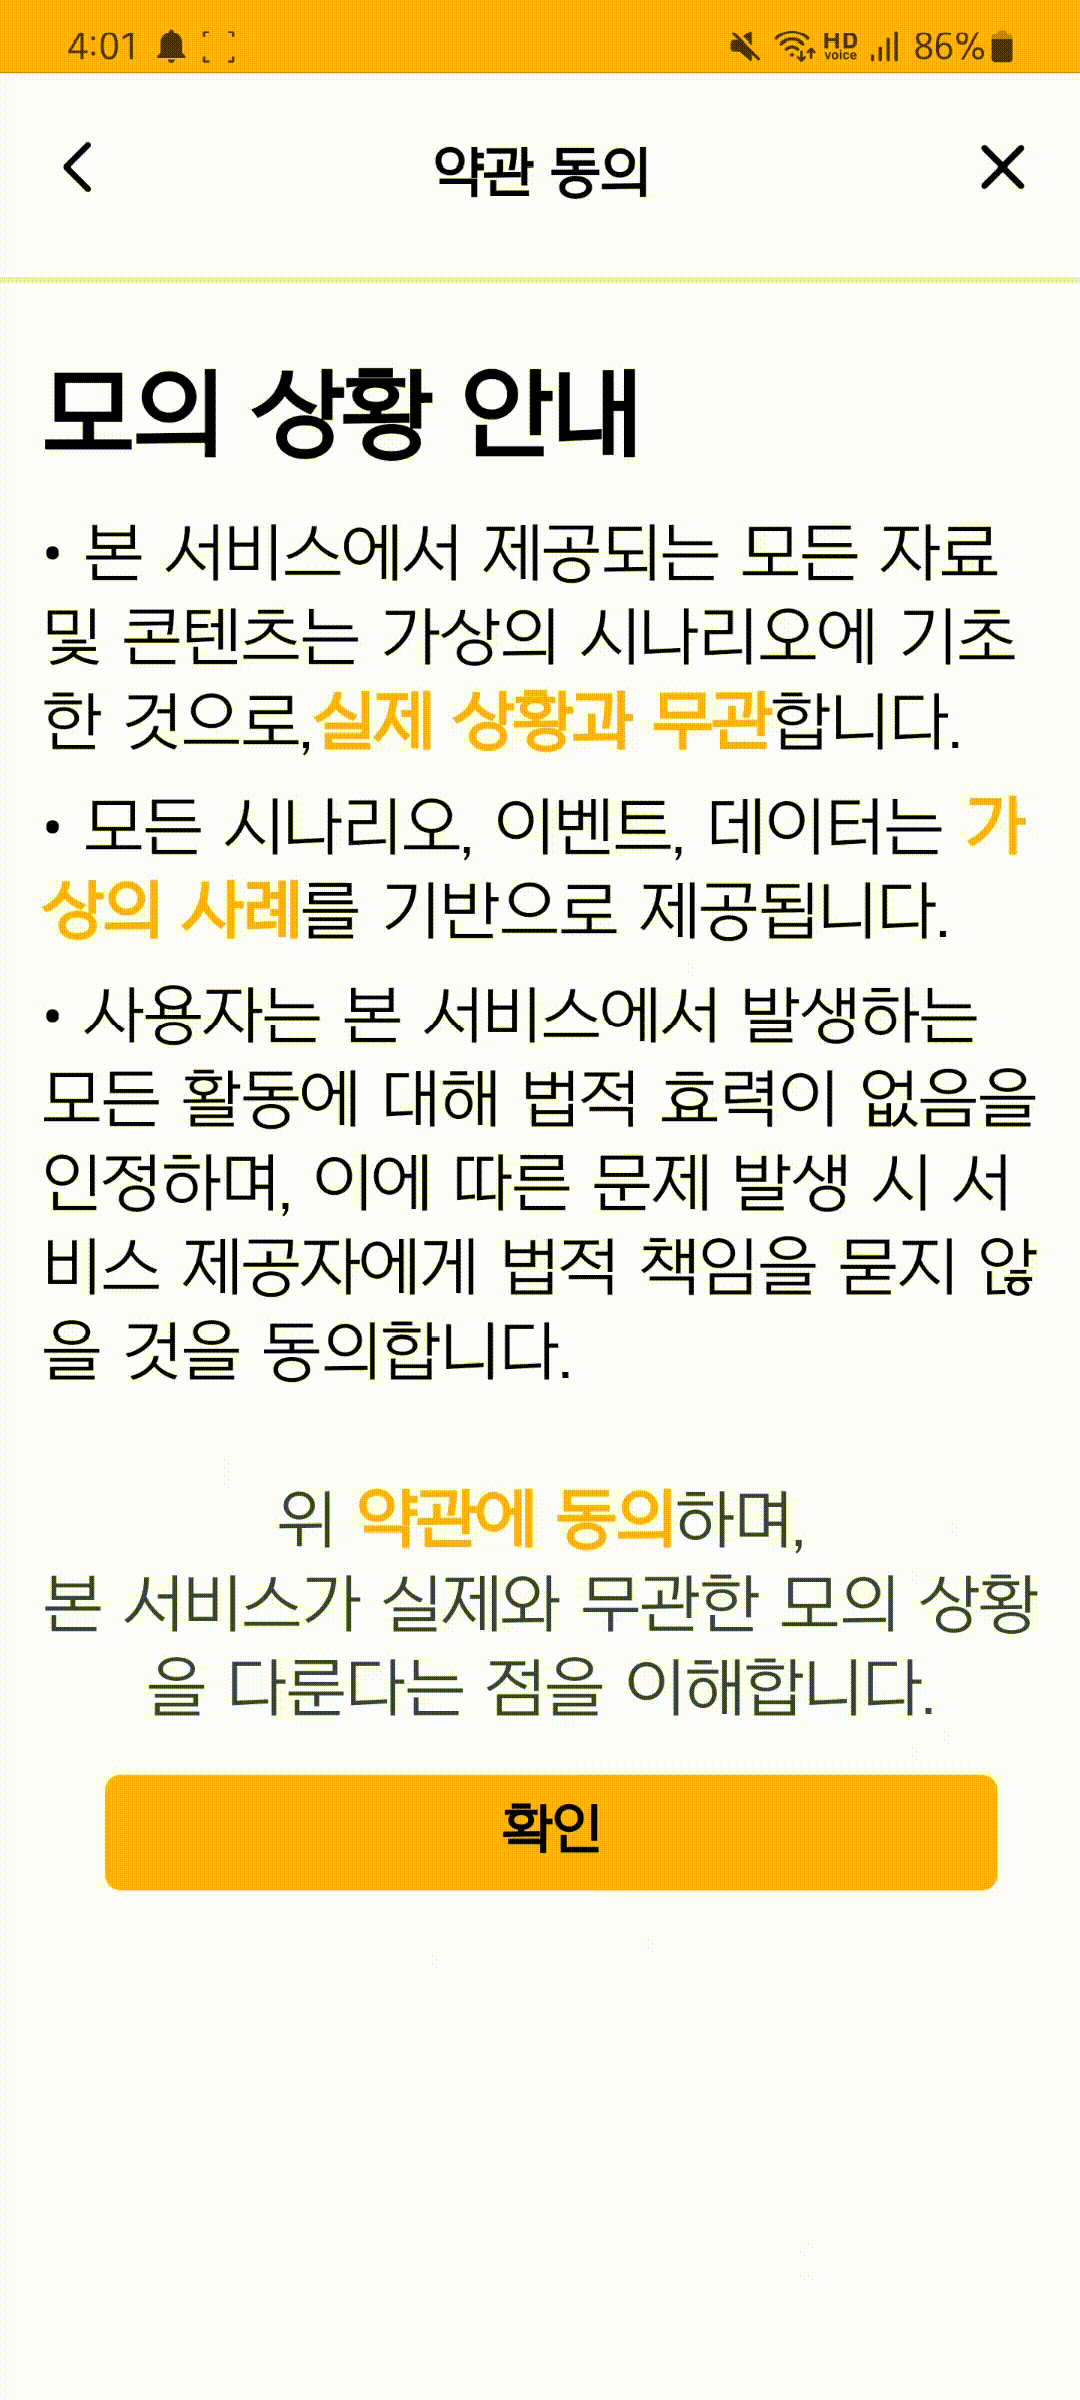 4:01
HD voice 86%
약관 동의
모의 상황 안내
• 본 서비스에서 제공되는 모든 자료
및 콘텐츠는 가상의 시나리오에 기초
한 것으로,실제 상황과 무관합니다.
• 모든 시나리오, 이벤트, 데이터는 가
상의 사례를 기반으로 제공됩니다.
• 사용자는 본 서비스에서 발생하는
모든 활동에 대해 법적 효력이 없음을
인정하며, 이에 따른 문제 발생 시 서
비스 제공자에게 법적 책임을 묻지 않
을 것을 동의합니다.
위 약관에 동의하며,
본 서비스가 실제와 무관한 모의 상황
을 다룬다는 점을 이해합니다.
확인